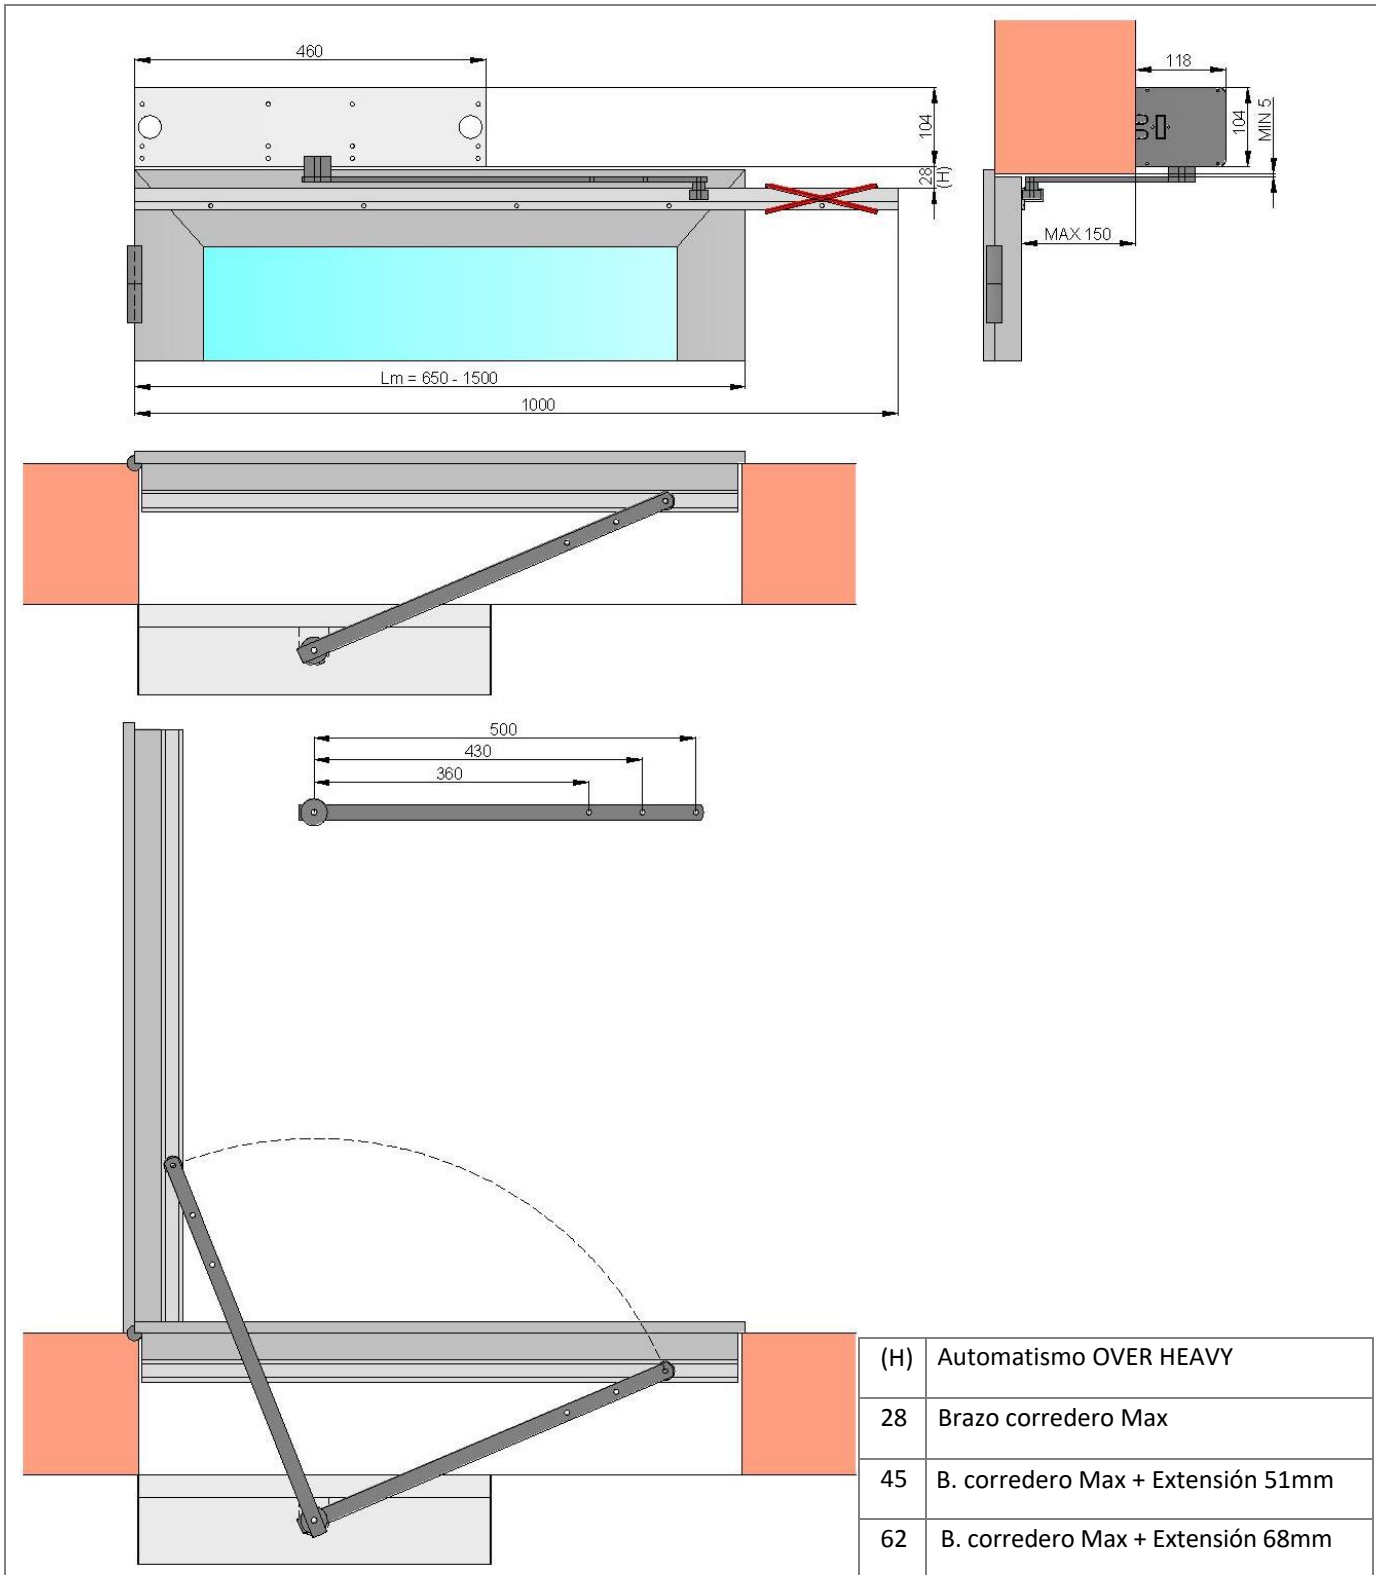 460
118
104
28
(H)
104
MIN 5
MAX 150
Lm = 650 - 1500
1000
500
430
360
(H) Automatismo OVER HEAVY
28 Brazo corredero Max
45 B. corredero Max + Extensión 51mm
62 B. corredero Max + Extensión 68mm